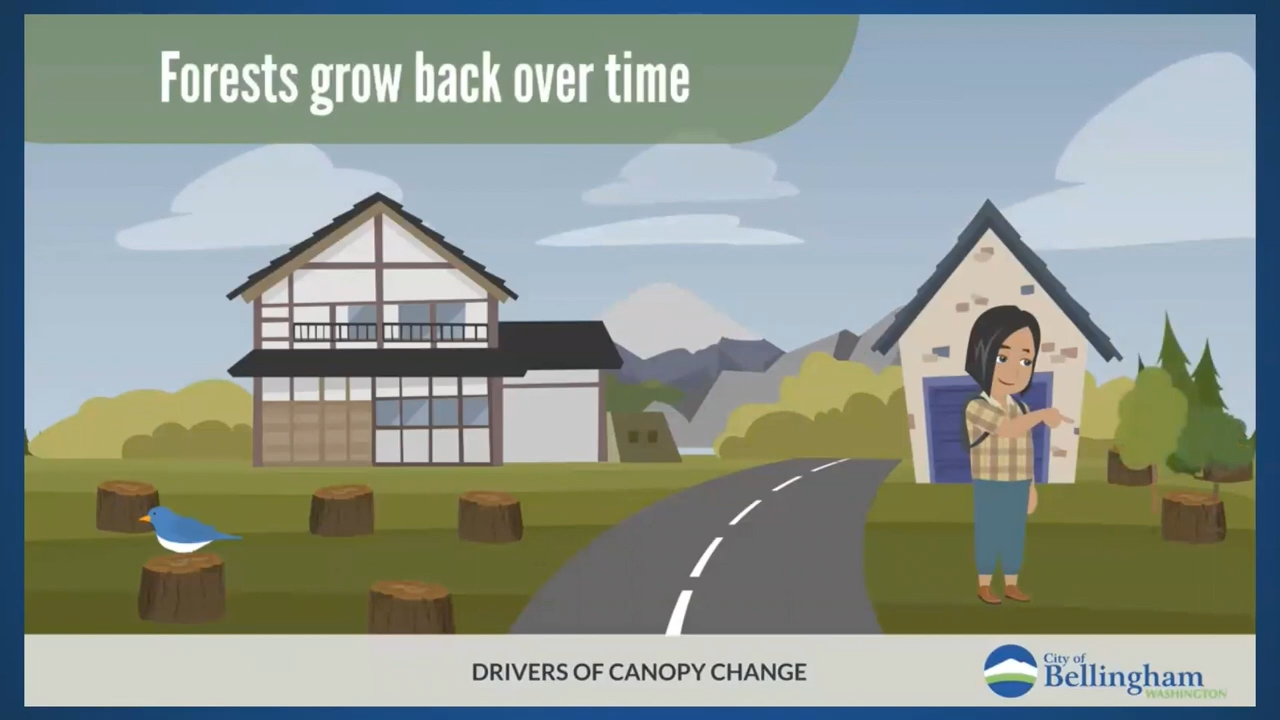 Forests grow back over time
DRIVERS OF CANOPY CHANGE
City of
Bellingham
WASHINGTON